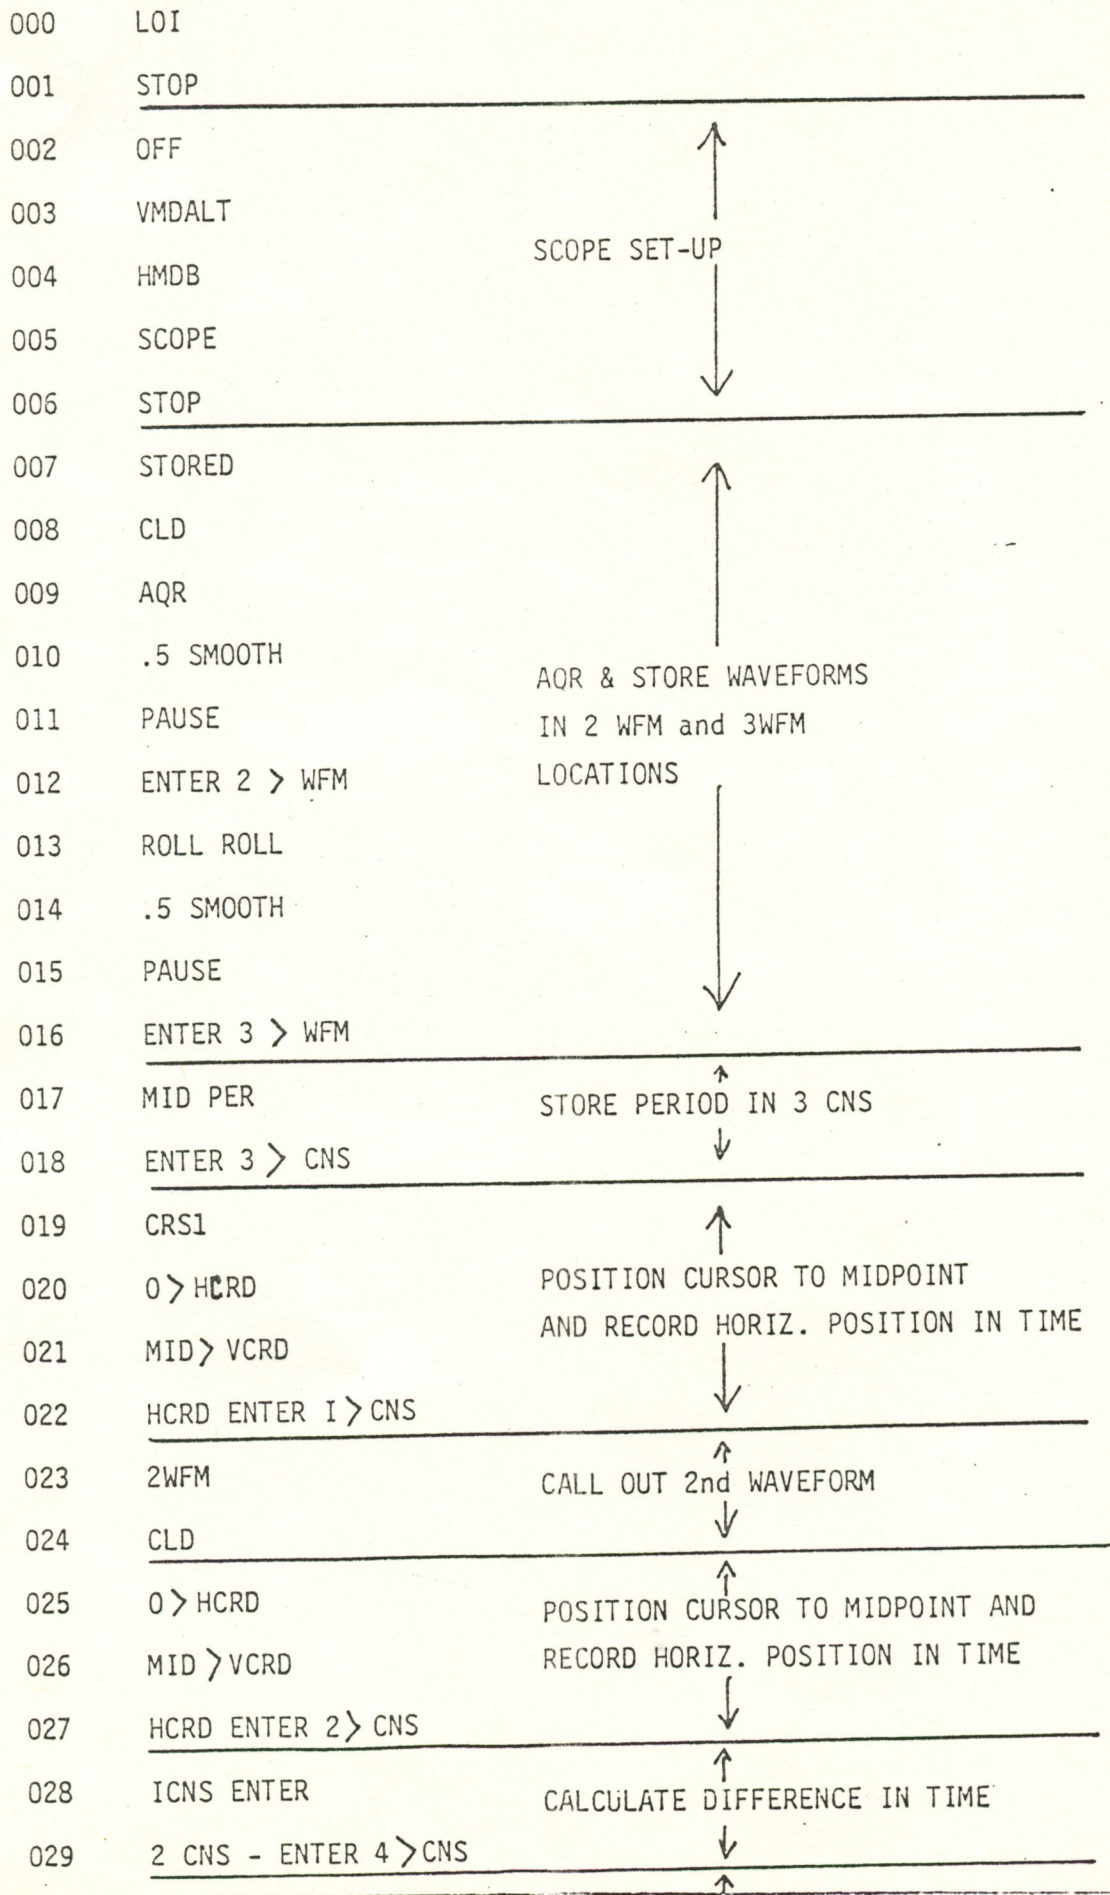 000 LOI
001 STOP
002 OFF
003 VMDALT
SCOPE SET-UP
004 HMDB
005 SCOPE
006 STOP
007 STORED
008 CLD
009 AQR
010 .5 SMOOTH
AQR & STORE WAVEFORMS
011 PAUSE
IN 2 WFM and 3WFM
012 ENTER 2 > WFM
LOCATIONS
013 ROLL ROLL
014 .5 SMOOTH
015 PAUSE
016 ENTER 3 > WFM
017 MID PER
STORE PERIOD IN 3 CNS
018 ENTER 3 > CNS
019 CRS1
020 0 > HCRD
POSITION CURSOR TO MIDPOINT
AND RECORD HORIZ. POSITION IN TIME
021 MID > VCRD
022 HCRD ENTER I > CNS
023 2WFM
CALL OUT 2nd WAVEFORM
024 CLD
025 0 > HCRD
POSITION CURSOR TO MIDPOINT AND
026 MID > VCRD
RECORD HORIZ. POSITION IN TIME
027 HCRD ENTER 2 > CNS
028 ICNS ENTER
CALCULATE DIFFERENCE IN TIME
029 2 CNS - ENTER 4 > CNS